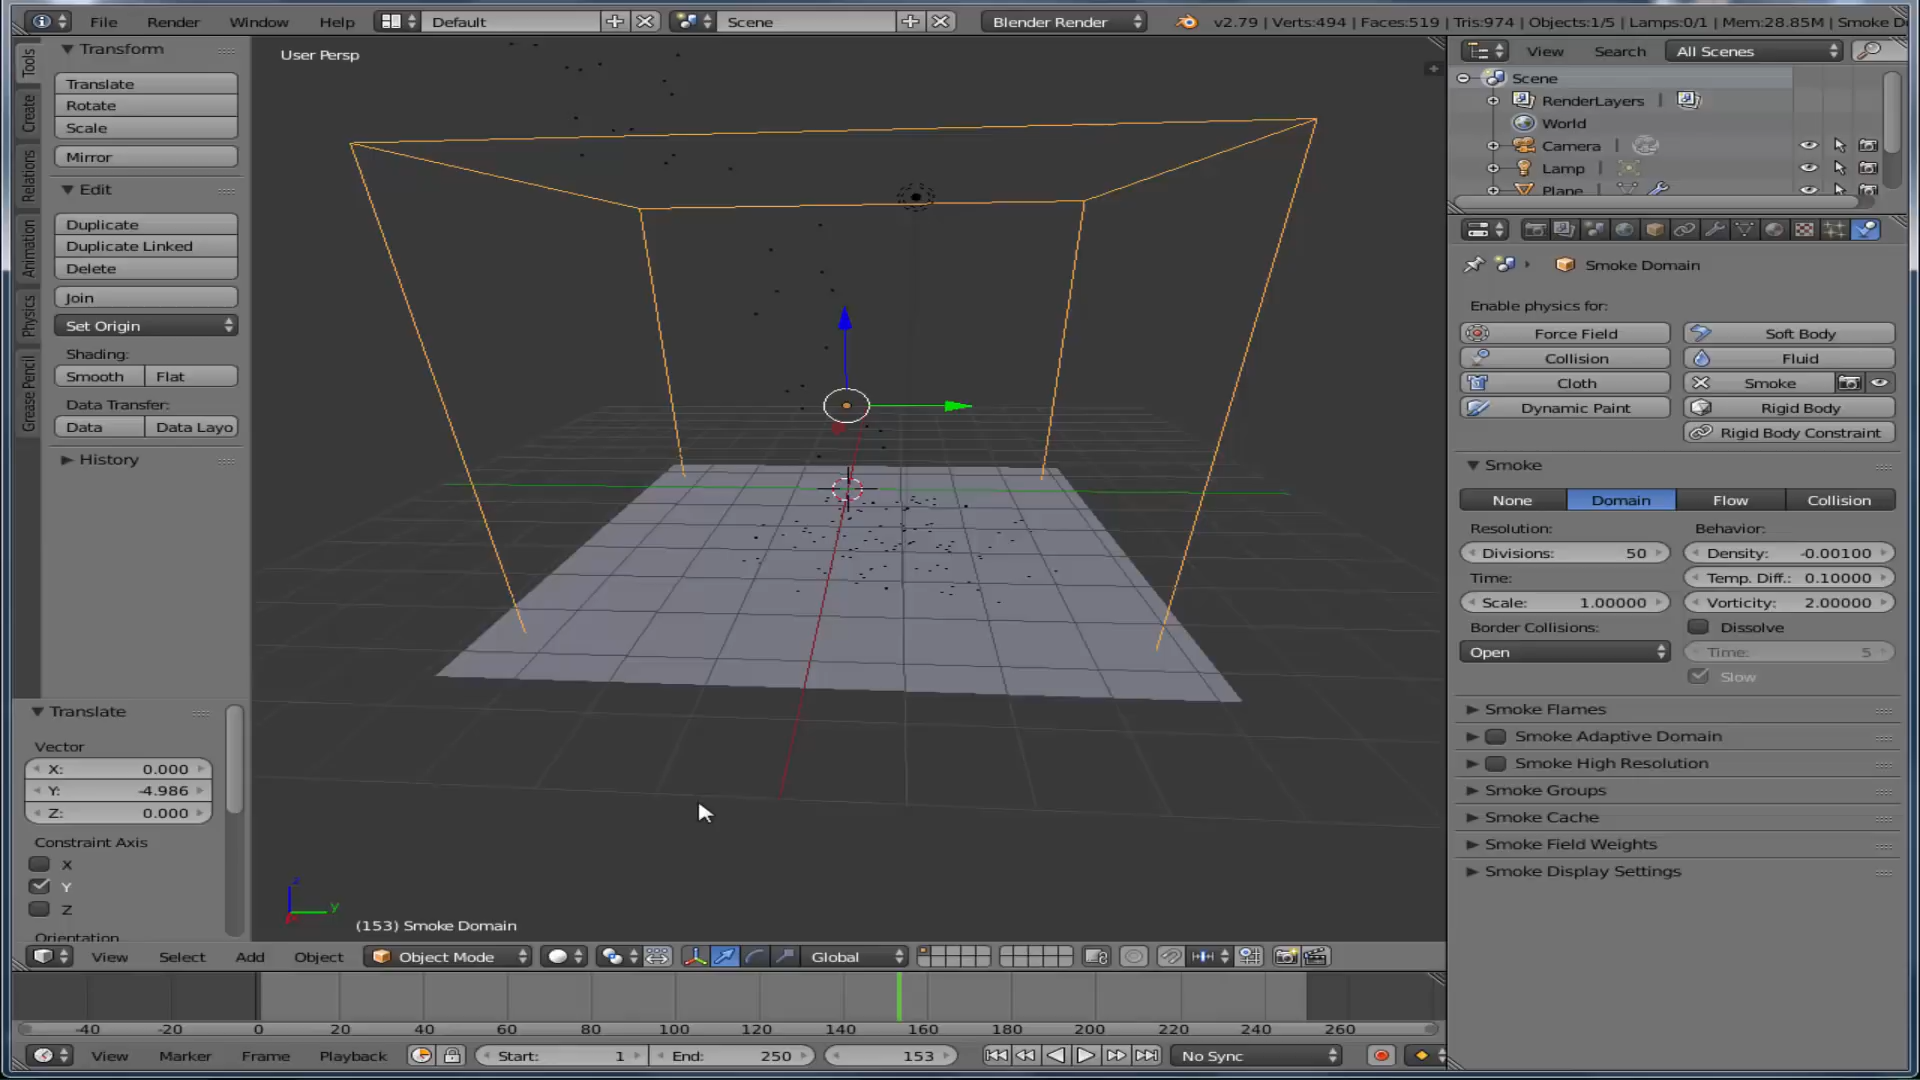 File Render Window Help Default Scene Blender Render v2.79 | Verts:494 | Faces:519 | Tris:974 | Objects:1/5 | Lamps:0/1 | Mem:28.85M | Smoke D
Tools
Create
Relations
Animation
Physics
Grease Pencil
Transform
Translate
Rotate
Scale
Mirror
Edit
Duplicate
Duplicate Linked
Delete
Join
Set Origin
Shading:
Smooth Flat
Data Transfer:
Data Data Layo
History
Translate
Vector
X: 0.000
Y: -4.986
Z: 0.000
Constraint Axis
X
Y
Z
Orientation
User Persp
z
y
(153) Smoke Domain
View Select Add Object Object Mode Global
-40 -20 0 20 40 60 80 100 120 140 160 180 200 220 240 260
View Marker Frame Playback Start: 1 End: 250 153 No Sync
View Search All Scenes
Scene
RenderLayers
World
Camera
Lamp
Plane
Smoke Domain
Enable physics for:
Force Field Soft Body
Collision Fluid
Cloth Smoke
Dynamic Paint Rigid Body
Rigid Body Constraint
Smoke
None Domain Flow Collision
Resolution: Behavior:
Divisions: 50 Density: -0.00100
Time: Temp. Diff.: 0.10000
Scale: 1.00000 Vorticity: 2.00000
Border Collisions: Dissolve
Open Time: 5
Slow
Smoke Flames
Smoke Adaptive Domain
Smoke High Resolution
Smoke Groups
Smoke Cache
Smoke Field Weights
Smoke Display Settings